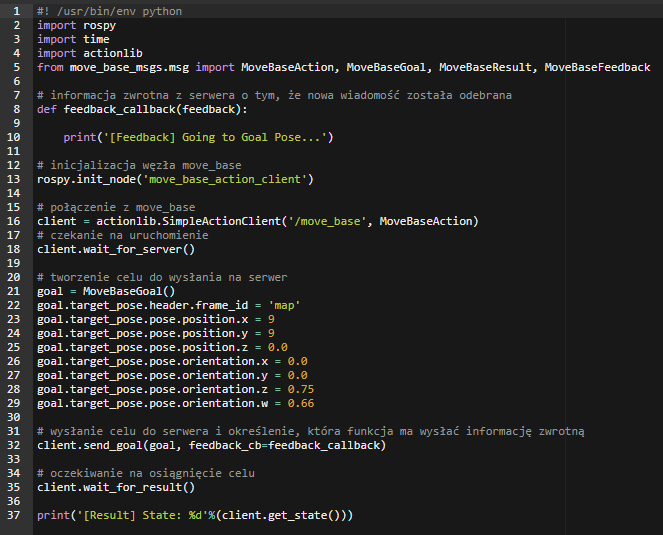 1 #! /usr/bin/env python
2 import rospy
3 import time
4 import actionlib
5 from move_base_msgs.msg import MoveBaseAction, MoveBaseGoal, MoveBaseResult, MoveBaseFeedback
6
7 # informacja zwrotna z serwera o tym, że nowa wiadomość została odebrana
8 def feedback_callback(feedback):
9
10     print('[Feedback] Going to Goal Pose...')
11
12 # inicjalizacja węzła move_base
13 rospy.init_node('move_base_action_client')
14
15 # połączenie z move_base
16 client = actionlib.SimpleActionClient('/move_base', MoveBaseAction)
17 # czekanie na uruchomienie
18 client.wait_for_server()
19
20 # tworzenie celu do wysłania na serwer
21 goal = MoveBaseGoal()
22 goal.target_pose.header.frame_id = 'map'
23 goal.target_pose.pose.position.x = 9
24 goal.target_pose.pose.position.y = 9
25 goal.target_pose.pose.position.z = 0.0
26 goal.target_pose.pose.orientation.x = 0.0
27 goal.target_pose.pose.orientation.y = 0.0
28 goal.target_pose.pose.orientation.z = 0.75
29 goal.target_pose.pose.orientation.w = 0.66
30
31 # wysłanie celu do serwera i określenie, która funkcja ma wysłać informację zwrotną
32 client.send_goal(goal, feedback_cb=feedback_callback)
33
34 # oczekiwanie na osiągnięcie celu
35 client.wait_for_result()
36
37 print('[Result] State: %d'%(client.get_state()))